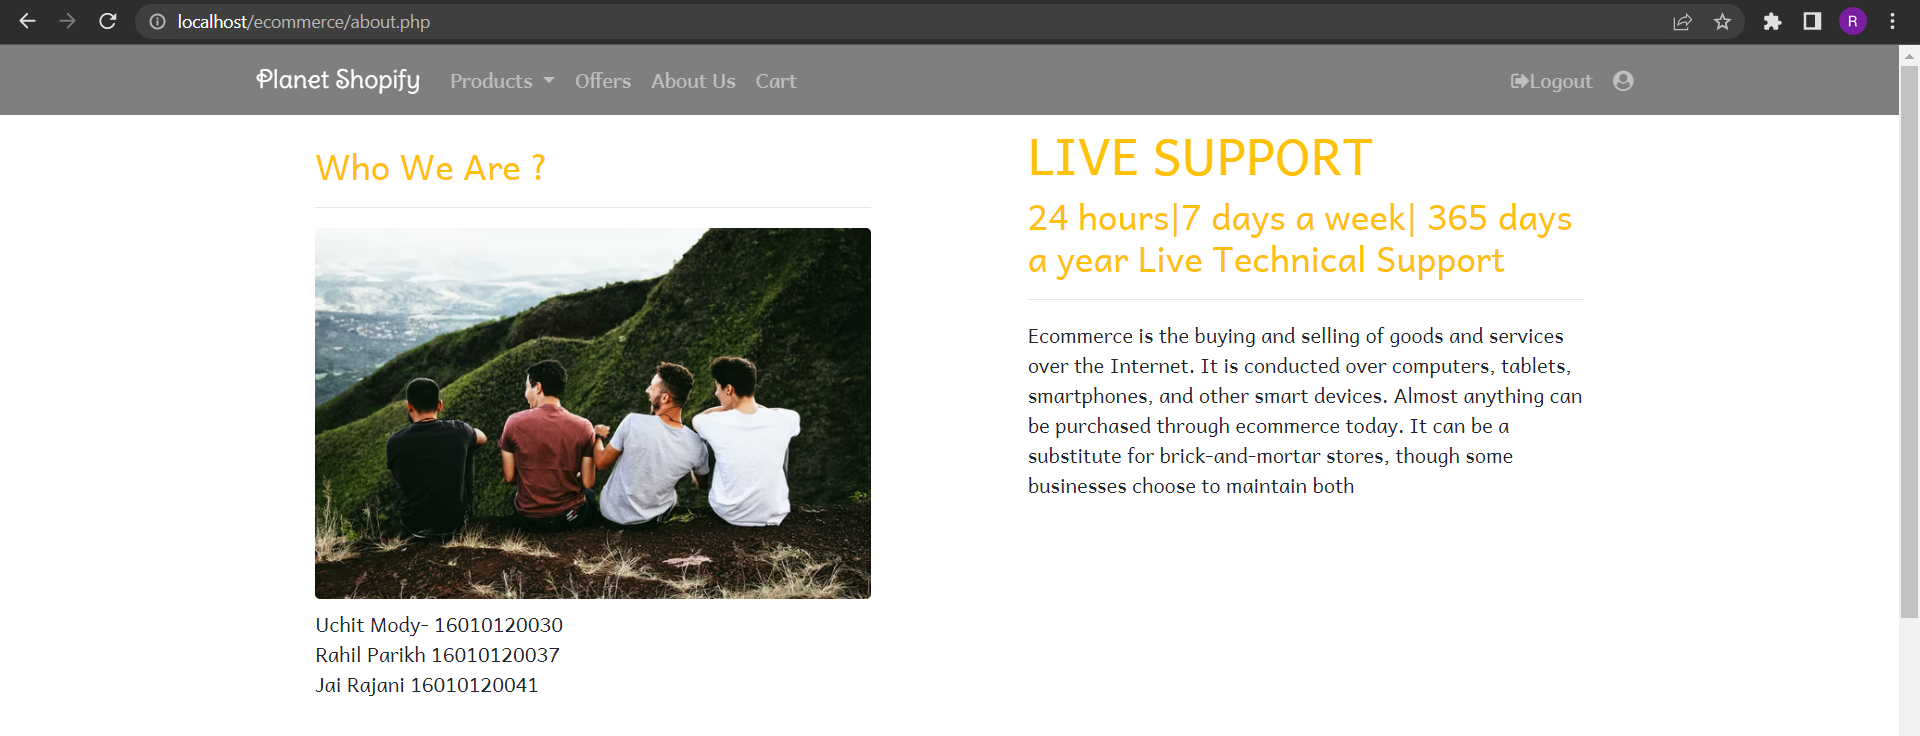 localhost/ecommerce/about.php
R
Planet Shopify
Products
Offers
About Us
Cart
Logout
Who We Are ?
Uchit Mody- 16010120030
Rahil Parikh 16010120037
Jai Rajani 16010120041
LIVE SUPPORT
24 hours|7 days a week| 365 days
a year Live Technical Support
Ecommerce is the buying and selling of goods and services
over the Internet. It is conducted over computers, tablets,
smartphones, and other smart devices. Almost anything can
be purchased through ecommerce today. It can be a
substitute for brick-and-mortar stores, though some
businesses choose to maintain both